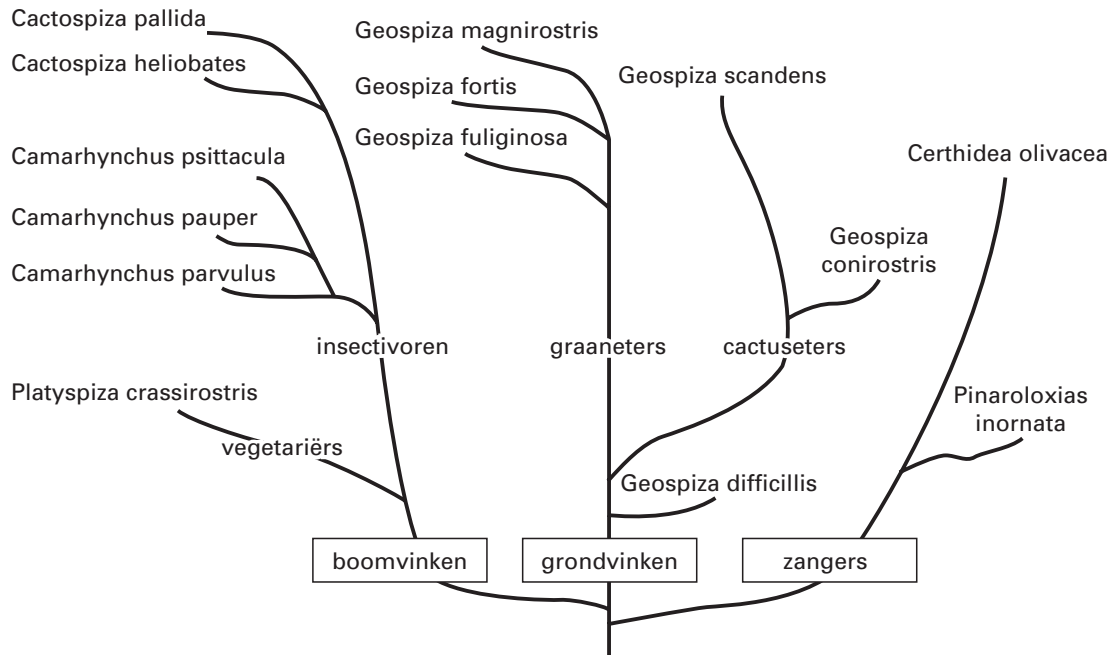 Cactospiza pallida
Cactospiza heliobates
Camarhynchus psittacula
Camarhynchus pauper
Camarhynchus parvulus
insectivoren
Platyspiza crassirostris
vegetariërs
boomvinken
Geospiza magnirostris
Geospiza fortis
Geospiza fuliginosa
graaneters
Geospiza scandens
Geospiza
conirostris
cactuseters
Geospiza difficillis
grondvinken
Certhidea olivacea
Pinaroloxias
inornata
zangers